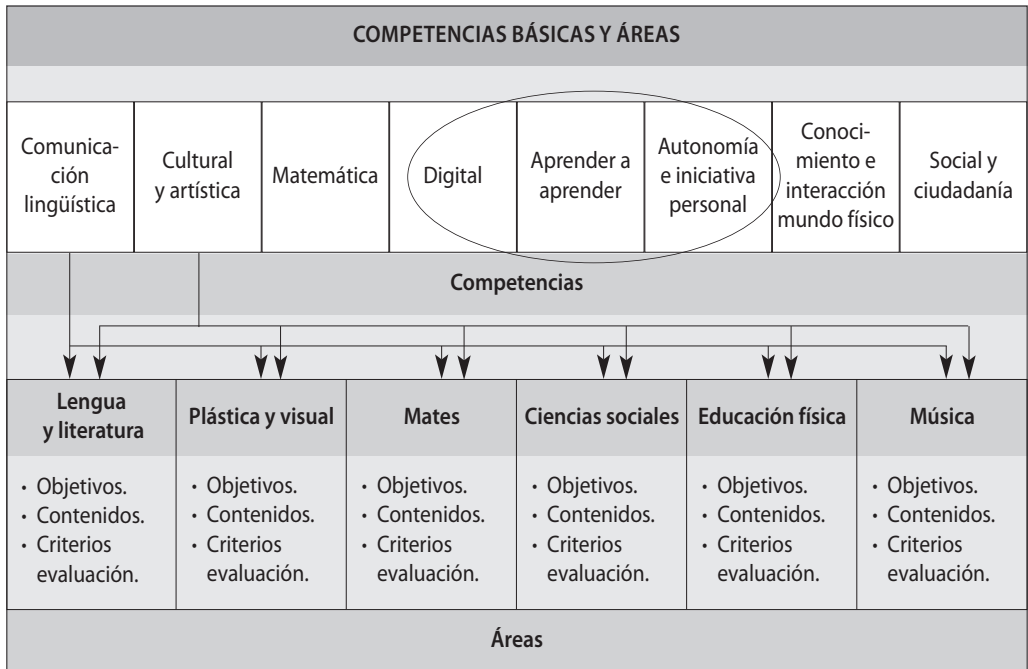 COMPETENCIAS BÁSICAS Y ÁREAS
Comunica-
ción
lingüística
Cultural
y artística
Matemática
Digital
Aprender a
aprender
Autonomía
e iniciativa
personal
Conoci-
miento e
interacción
mundo físico
Social y
ciudadanía
Competencias
Lengua
y literatura
Plástica y visual
Mates
Ciencias sociales
Educación física
Música
· Objetivos.
· Contenidos.
· Criterios
evaluación.
· Objetivos.
· Contenidos.
· Criterios
evaluación.
· Objetivos.
· Contenidos.
· Criterios
evaluación.
· Objetivos.
· Contenidos.
· Criterios
evaluación.
· Objetivos.
· Contenidos.
· Criterios
evaluación.
· Objetivos.
· Contenidos.
· Criterios
evaluación.
Áreas